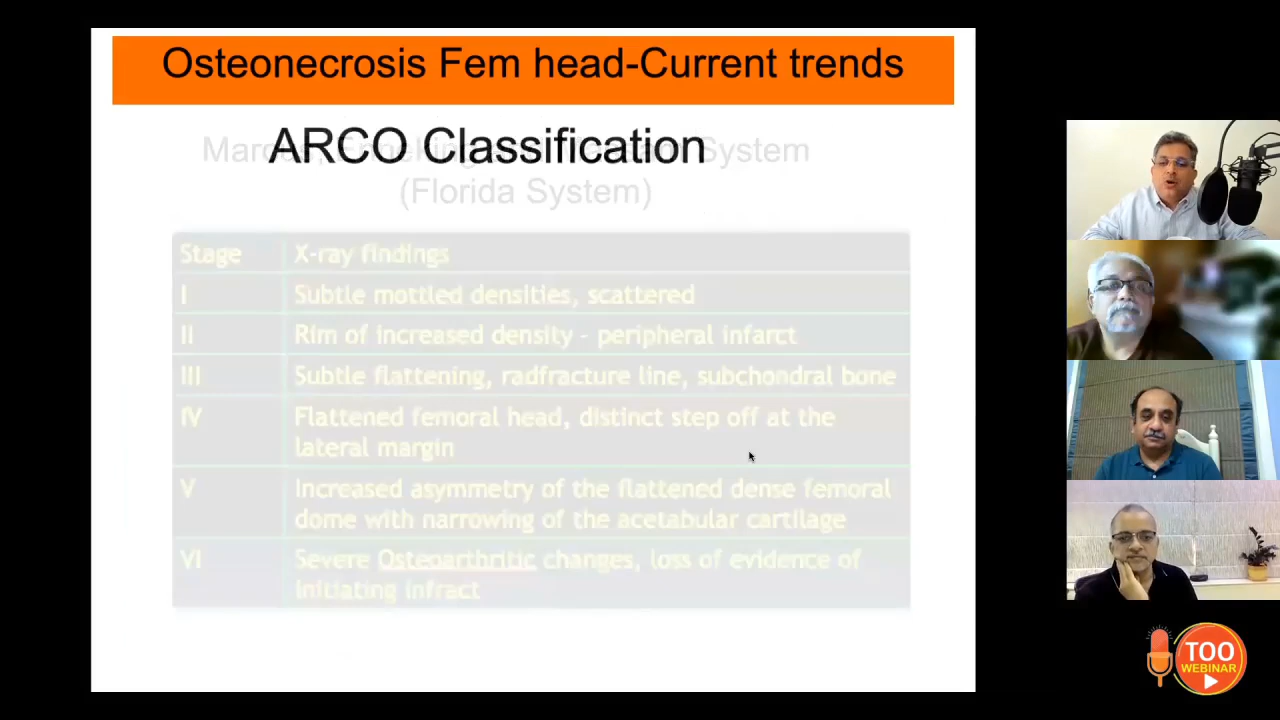 Osteonecrosis Fem head-Current trends
ARCO Classification
System
(Florida System)
Stage X-ray findings
I Subtle mottled densities, scattered
II Rim of increased density - peripheral infarct
III Subtle flattening, radfracture line, subchondral bone
IV Flattened femoral head, distinct step off at the
lateral margin
V Increased asymmetry of the flattened dense femoral
dome with narrowing of the acetabular cartilage
VI Severe Osteoarthritic changes, loss of evidence of
initiating infract
TOO
WEBINAR